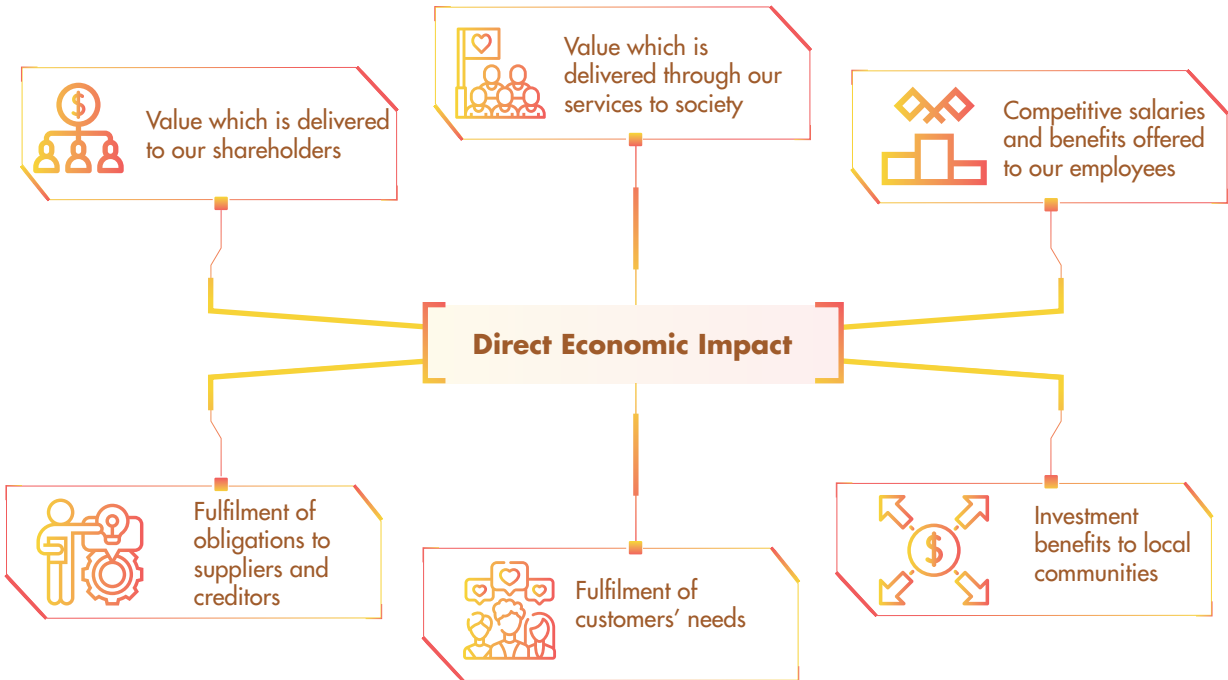 Value which is delivered
to our shareholders
Value which is
delivered through our
services to society
Competitive salaries
and benefits offered
to our employees
Direct Economic Impact
Fulfilment of
obligations to
suppliers and
creditors
Fulfilment of
customers’ needs
Investment
benefits to local
communities